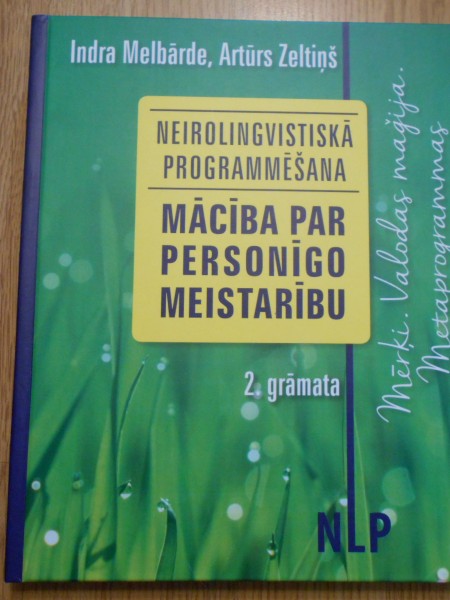 Indra Melbārde, Artūrs Zeltiņš
NEIROLINGVISTISKĀ
PROGRAMMĒŠANA
MĀCĪBA PAR
PERSONĪGO
MEISTARĪBU
2. grāmata
Mērķi. Valodas maģija.
Metaprogrammas
NLP